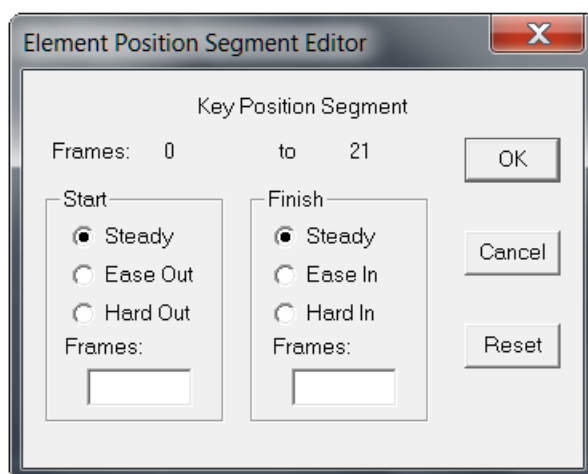 Element Position Segment Editor
Key Position Segment
Frames: 0 to 21
OK
Start
Steady
Ease Out
Hard Out
Frames:
Finish
Steady
Ease In
Hard In
Frames:
Cancel
Reset